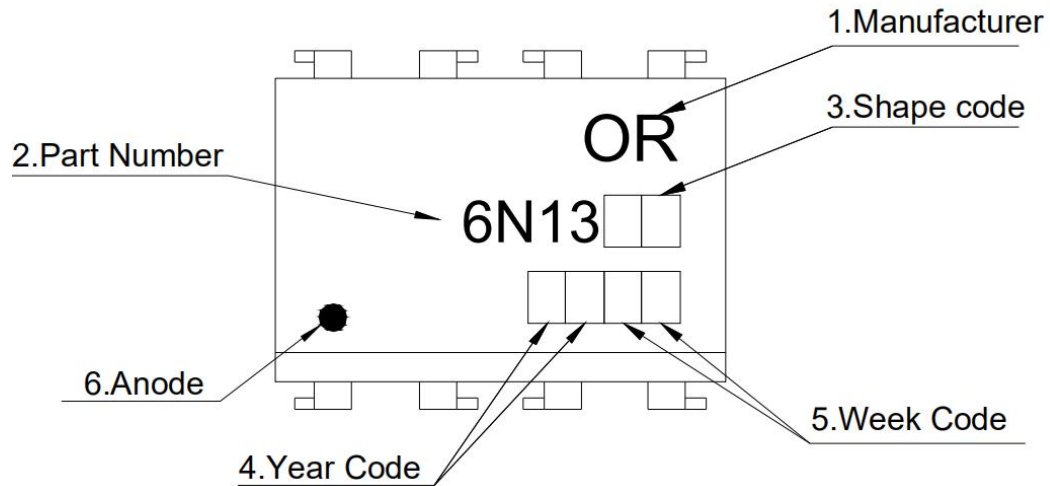 1.Manufacturer
OR
3.Shape code
2.Part Number
6N13
6.Anode
5.Week Code
4.Year Code